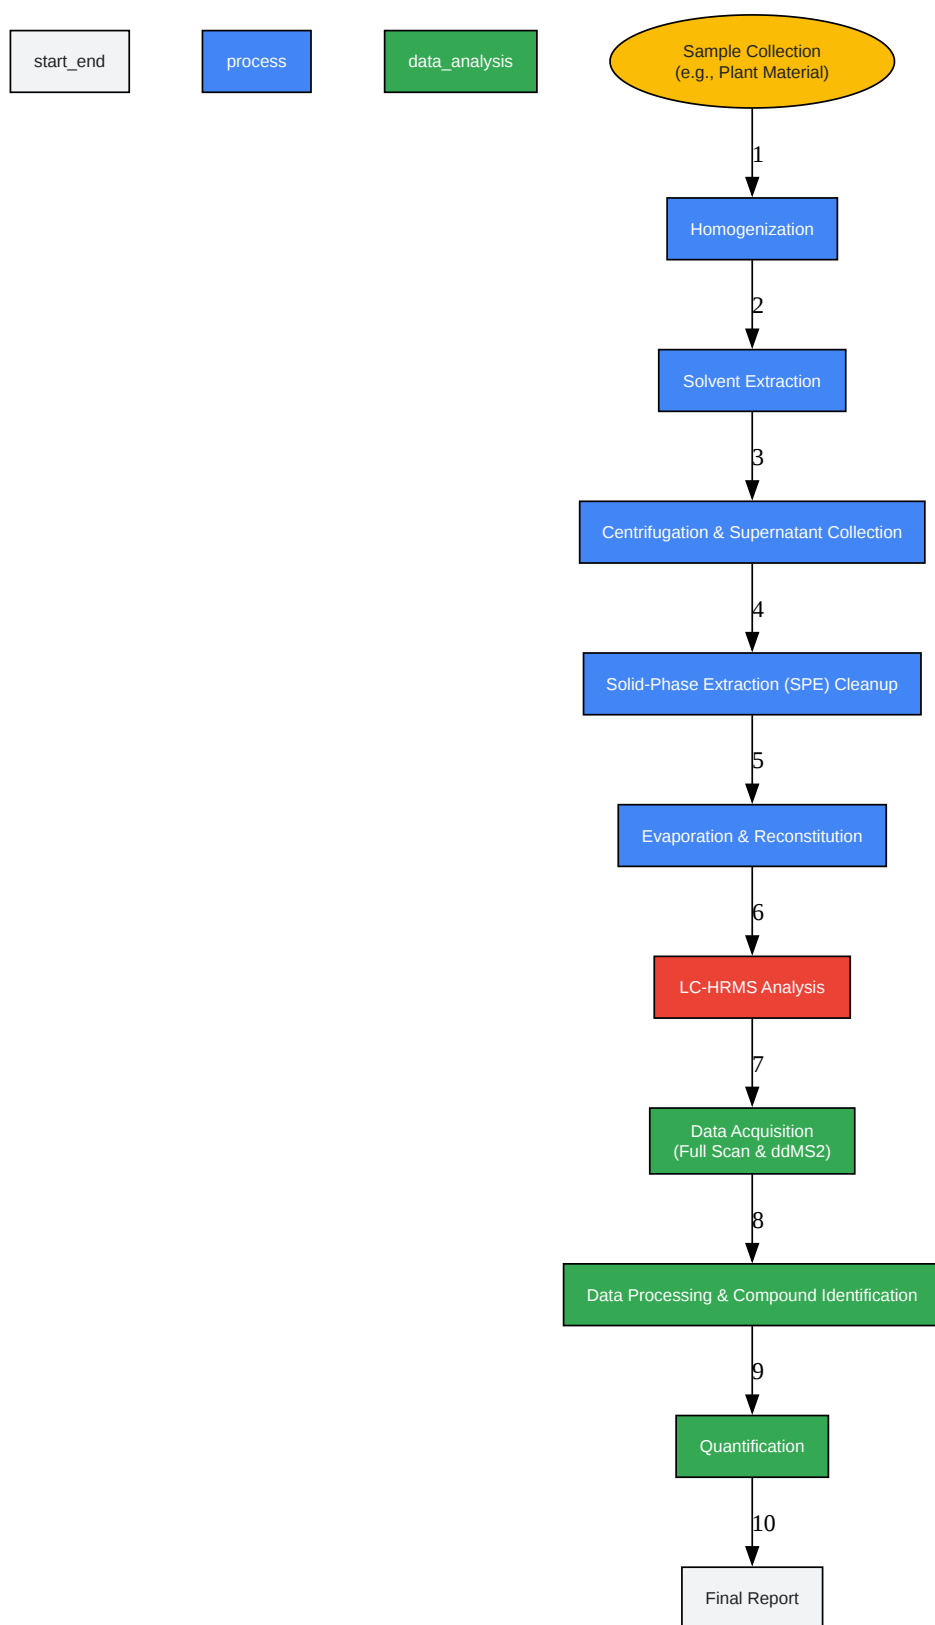 start_end
process
data_analysis
Sample Collection
(e.g., Plant Material)
1
Homogenization
2
Solvent Extraction
3
Centrifugation & Supernatant Collection
4
Solid-Phase Extraction (SPE) Cleanup
5
Evaporation & Reconstitution
6
LC-HRMS Analysis
7
Data Acquisition
(Full Scan & ddMS2)
8
Data Processing & Compound Identification
9
Quantification
10
Final Report